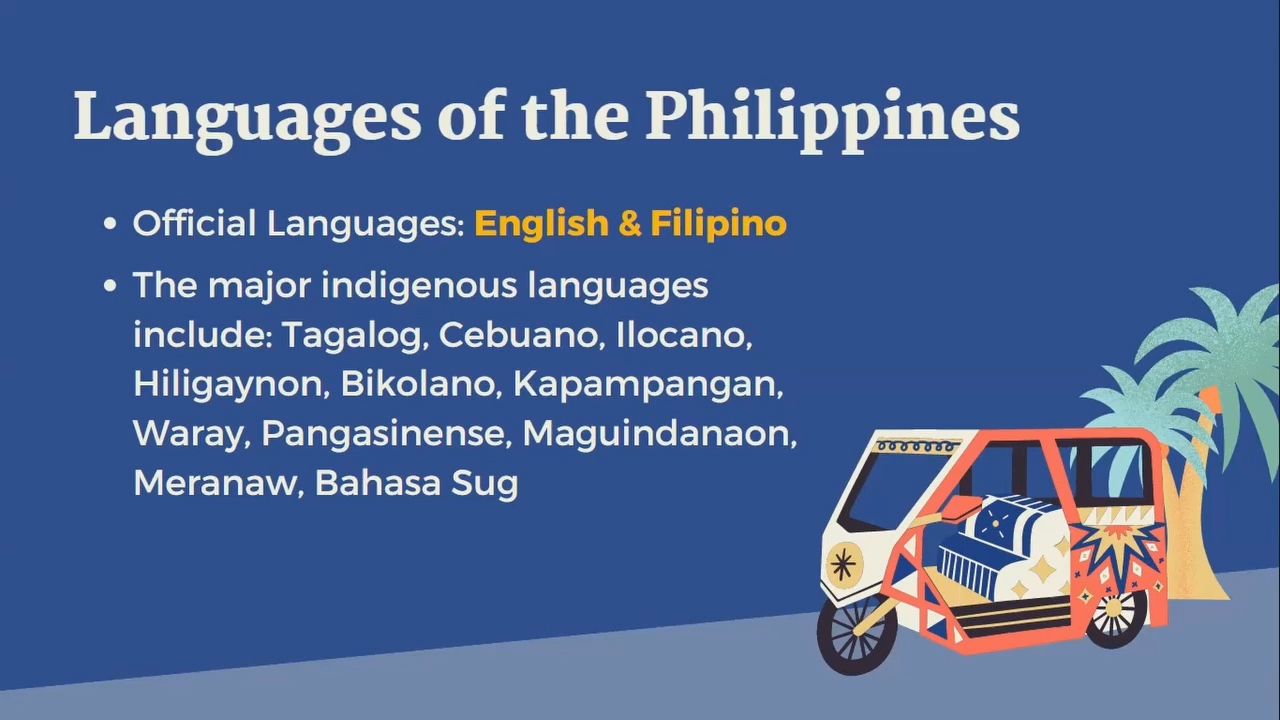 Languages of the Philippines
• Official Languages: English & Filipino
• The major indigenous languages
include: Tagalog, Cebuano, Ilocano,
Hiligaynon, Bikolano, Kapampangan,
Waray, Pangasinense, Maguindanaon,
Meranaw, Bahasa Sug